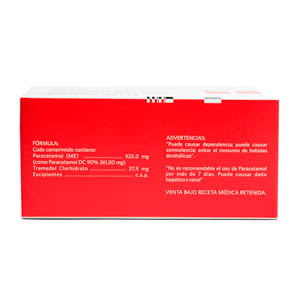 FÓRMULA:
Cada comprimido contiene:
Paracetamol (ME) ................ 325,0 mg
(como Paracetamol DC 90% 361,00 mg)
Tramadol Clorhidrato ........... 37,5 mg
Excipientes ........................ c.s.p.
ADVERTENCIAS:
"Puede causar dependencia; puede causar
somnolencia; evitar el consumo de bebidas
alcohólicas".
"No es recomendable el uso de Paracetamol
por más de 7 días. Puede causar daño
hepático y renal"
VENTA BAJO RECETA MÉDICA RETENIDA.